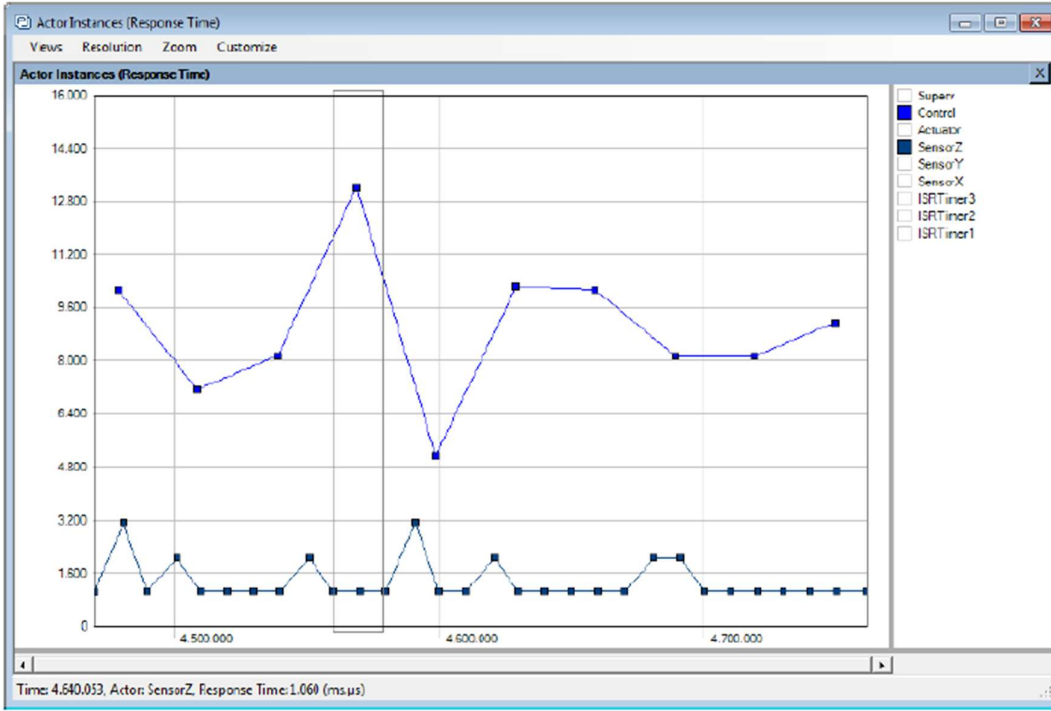 Actor Instances (Response Time)
Views Resolution Zoom Customize
Actor Instances (Response Time)
X
16.000
14.400
12.800
11.200
9.600
8.000
6.400
4.800
3.200
1.600
0
4.500.000 4.600.000 4.700.000
Superv
Control
Actuator
SensorZ
SensorY
SensorX
ISRTimer3
ISRTimer2
ISRTimer1
Time: 4.640.053, Actor: SensorZ, Response Time: 1.060 (ms.µs)